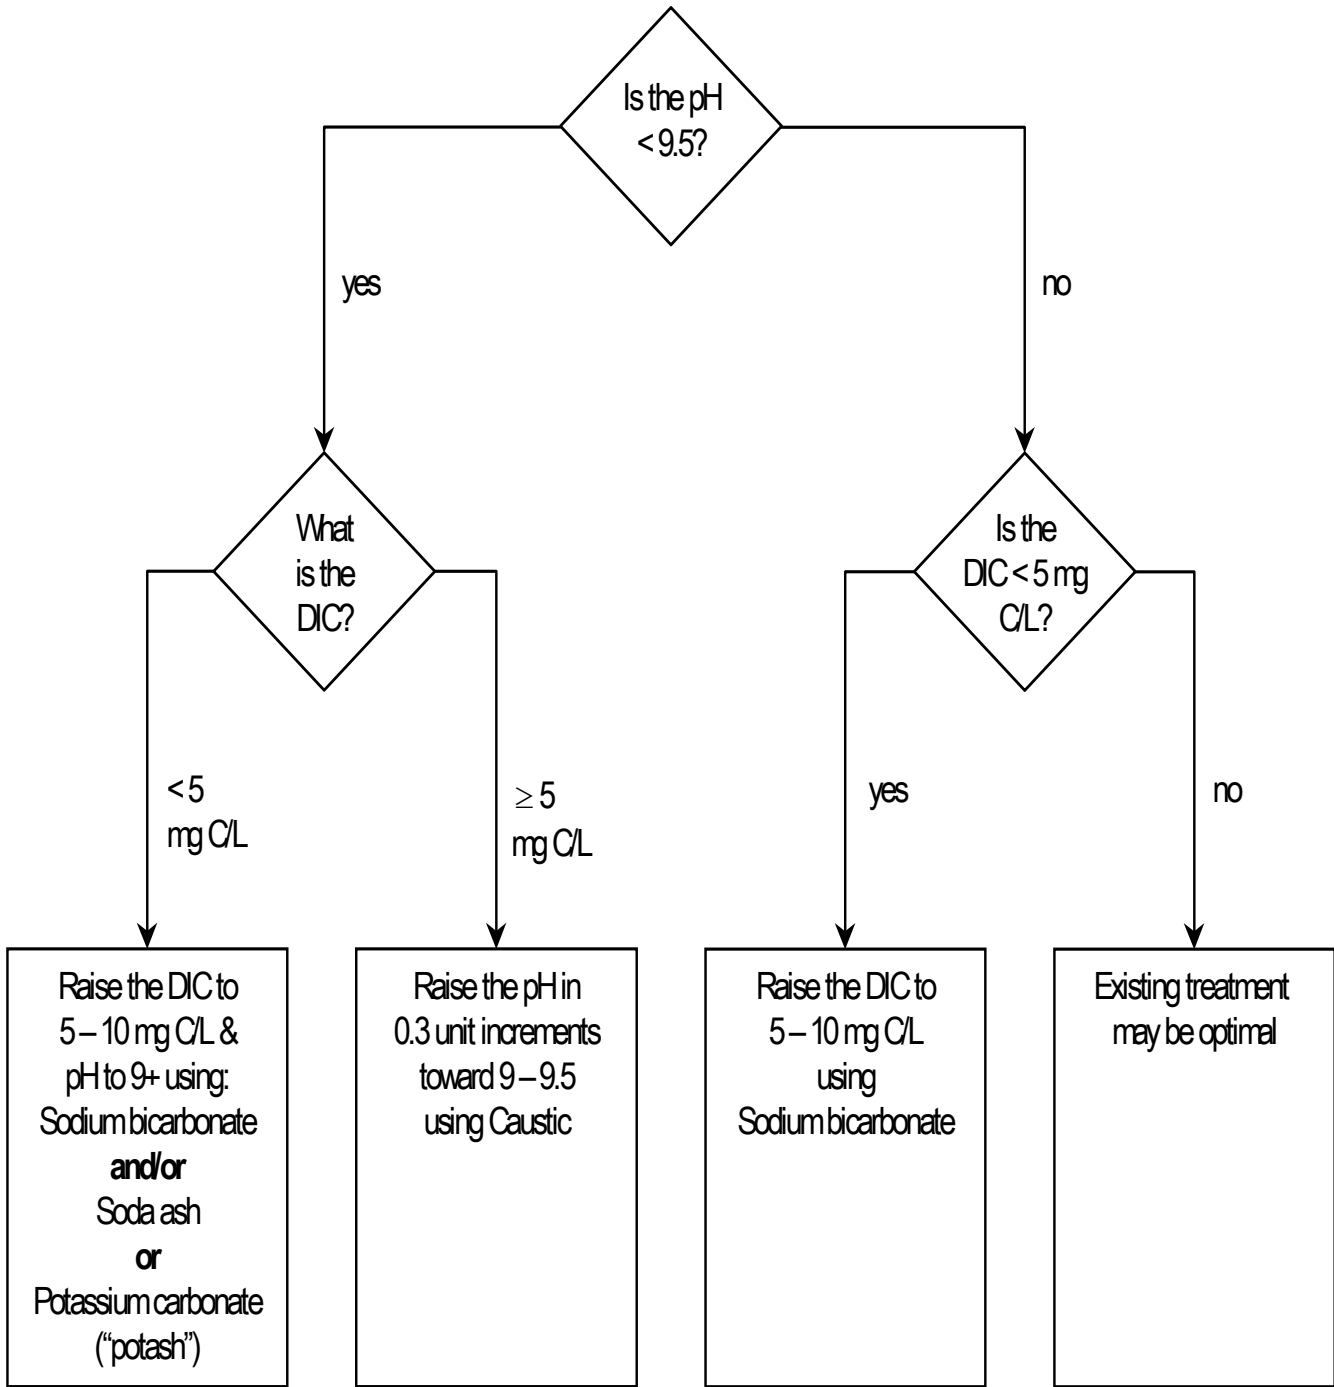 Is the pH
< 9.5?
yes
no
What
is the
DIC?
Is the
DIC < 5 mg
C/L?
< 5
mg C/L
≥ 5
mg C/L
yes
no
Raise the DIC to
5 – 10 mg C/L &
pH to 9+ using:
Sodium bicarbonate
and/or
Soda ash
or
Potassium carbonate
(“potash”)
Raise the pH in
0.3 unit increments
toward 9 – 9.5
using Caustic
Raise the DIC to
5 – 10 mg C/L
using
Sodium bicarbonate
Existing treatment
may be optimal